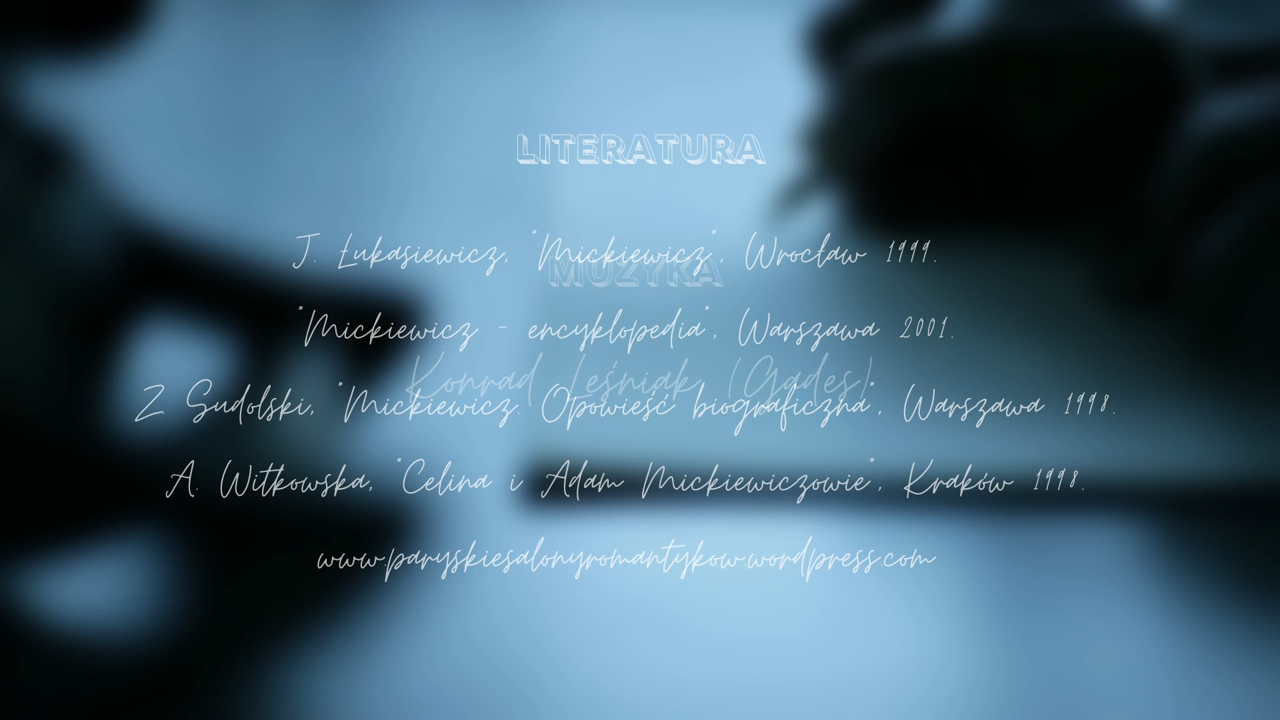 LITERATURA
J. Łukasiewicz, "Mickiewicz", Wrocław 1999.
MUZYKA
"Mickiewicz - encyklopedia", Warszawa 2001.
Konrad Leśniak (Gades)
Z Sudolski, "Mickiewicz. Opowieść biograficzna", Warszawa 1998.
A. Witkowska, "Celina i Adam Mickiewiczowie", Kraków 1998.
www.paryskiesalonyromantykow.wordpress.com